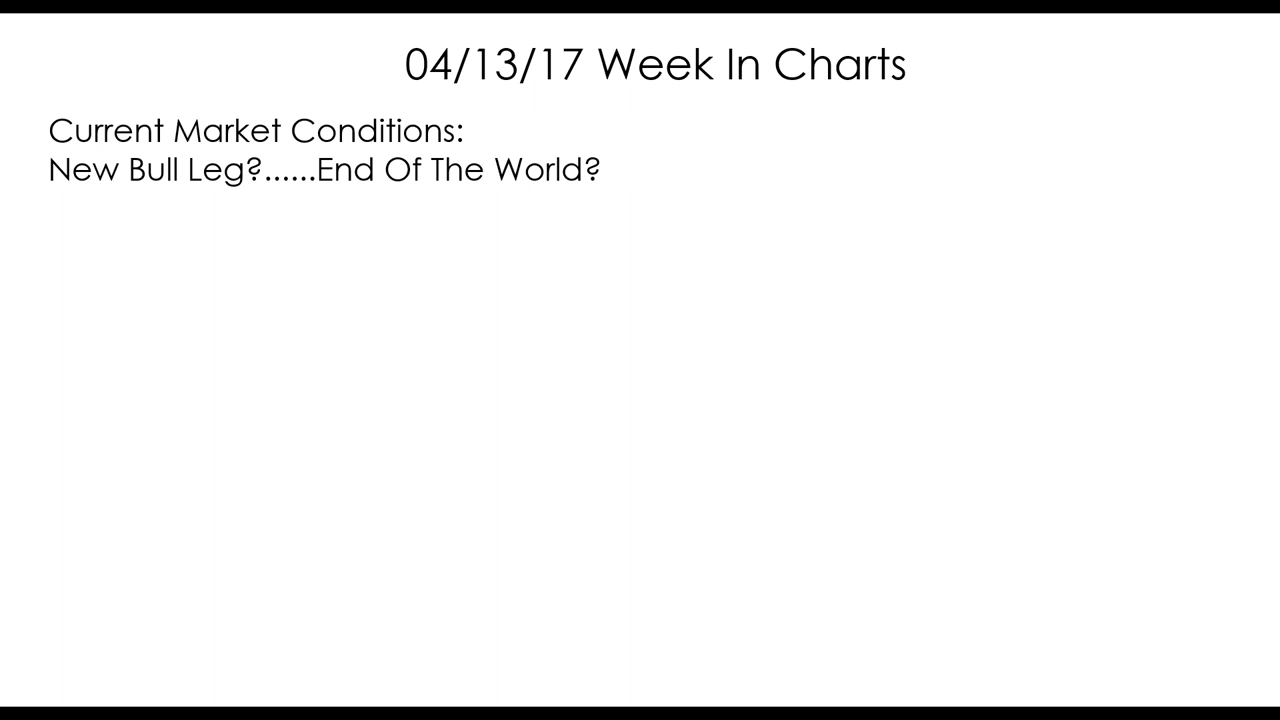 04/13/17 Week In Charts
Current Market Conditions:
New Bull Leg?......End Of The World?